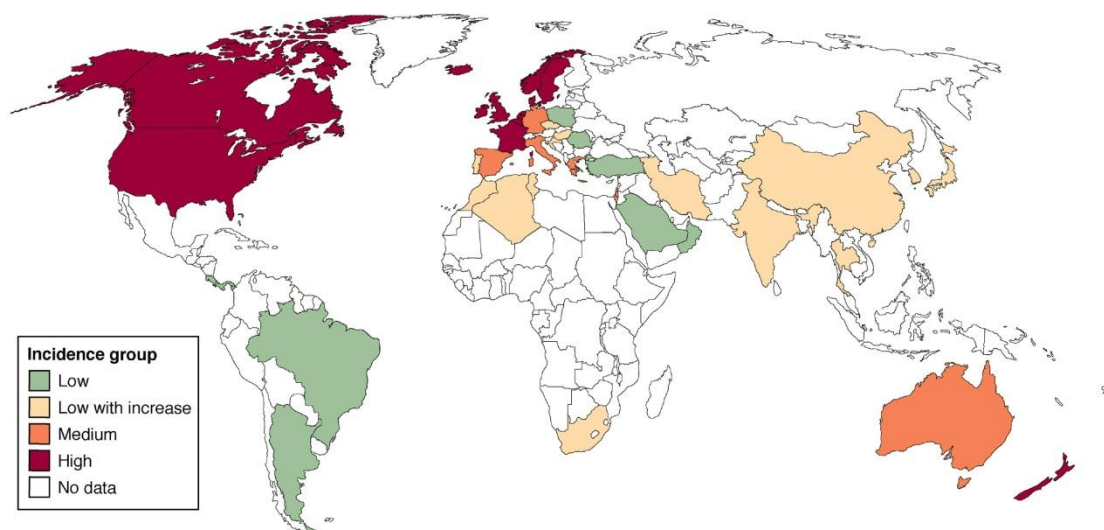 Incidence group
Low
Low with increase
Medium
High
No data